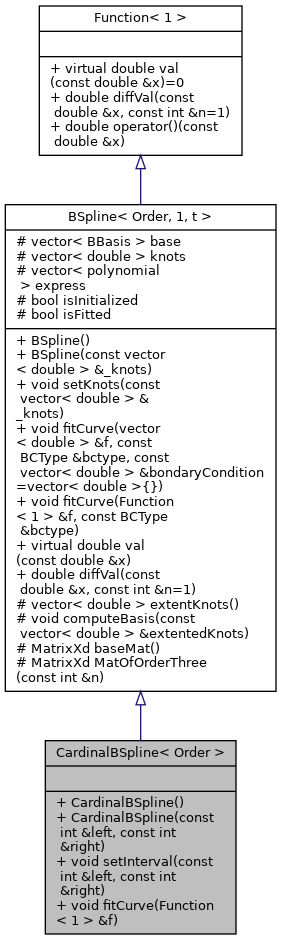 Function< 1 >
+ virtual double val
(const double &x)=0
+ double diffVal(const
double &x, const int &n=1)
+ double operator()(const
double &x)
BSpline< Order, 1, t >
# vector< BBasis > base
# vector< double > knots
# vector< polynomial
> express
# bool isInitialized
# bool isFitted
+ BSpline()
+ BSpline(const vector
< double > &_knots)
+ void setKnots(const
vector< double > &
_knots)
+ void fitCurve(vector
< double > &f, const
BCType &bctype, const
vector< double > &bondaryCondition
=vector< double >{})
+ void fitCurve(Function
< 1 > &f, const BCType
&bctype)
+ virtual double val
(const double &x)
+ double diffVal(const
double &x, const int &n=1)
# vector< double > extentKnots()
# void computeBasis(const
vector< double > &extentedKnots)
# MatrixXd baseMat()
# MatrixXd MatOfOrderThree
(const int &n)
CardinalBSpline< Order >
+ CardinalBSpline()
+ CardinalBSpline(const
int &left, const int
&right)
+ void setInterval(const
int &left, const int
&right)
+ void fitCurve(Function
< 1 > &f)